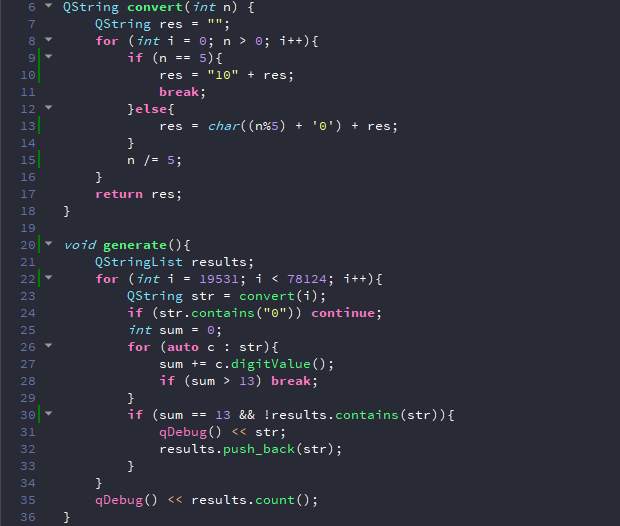 6 QString convert(int n) {
7 QString res = "";
8 for (int i = 0; n > 0; i++){
9 if (n == 5){
10 res = "10" + res;
11 break;
12 }else{
13 res = char((n%5) + '0') + res;
14 }
15 n /= 5;
16 }
17 return res;
18 }
19
20 void generate(){
21 QStringList results;
22 for (int i = 19531; i < 78124; i++){
23 QString str = convert(i);
24 if (str.contains("0")) continue;
25 int sum = 0;
26 for (auto c : str){
27 sum += c.digitValue();
28 if (sum > 13) break;
29 }
30 if (sum == 13 && !results.contains(str)){
31 qDebug() << str;
32 results.push_back(str);
33 }
34 }
35 qDebug() << results.count();
36 }